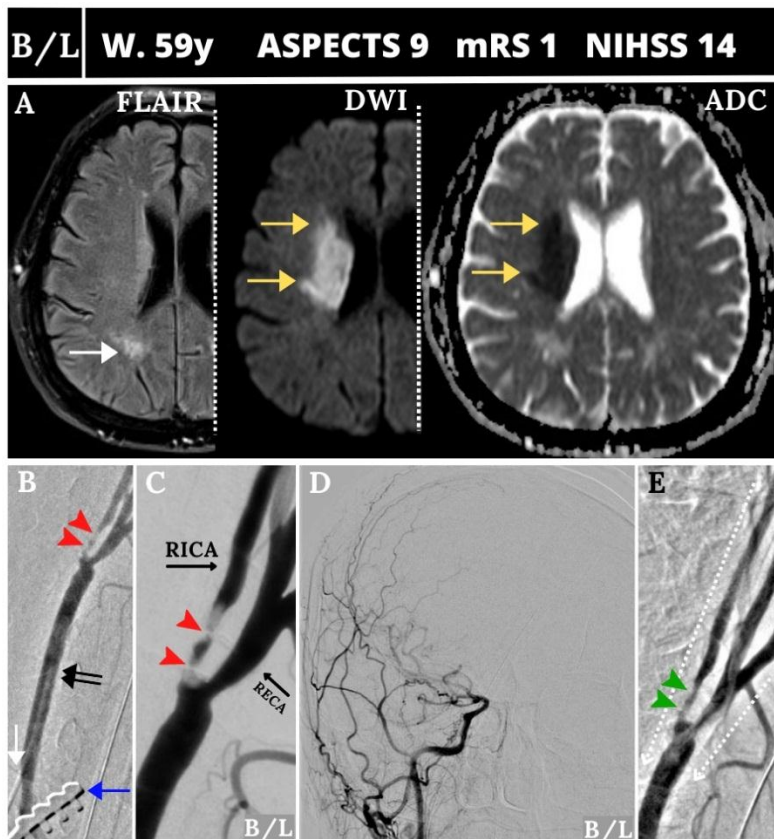 B/L W. 59y ASPECTS 9 mRS 1 NIHSS 14
A FLAIR DWI ADC
B C D E
RICA
RECA
B/L B/L